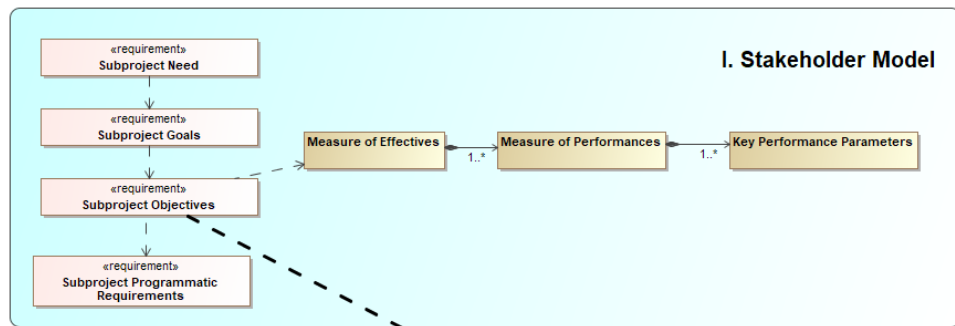 I. Stakeholder Model
«requirement»
Subproject Need
«requirement»
Subproject Goals
Measure of Effectives
1..*
Measure of Performances
1..*
Key Performance Parameters
«requirement»
Subproject Objectives
«requirement»
Subproject Programmatic
Requirements